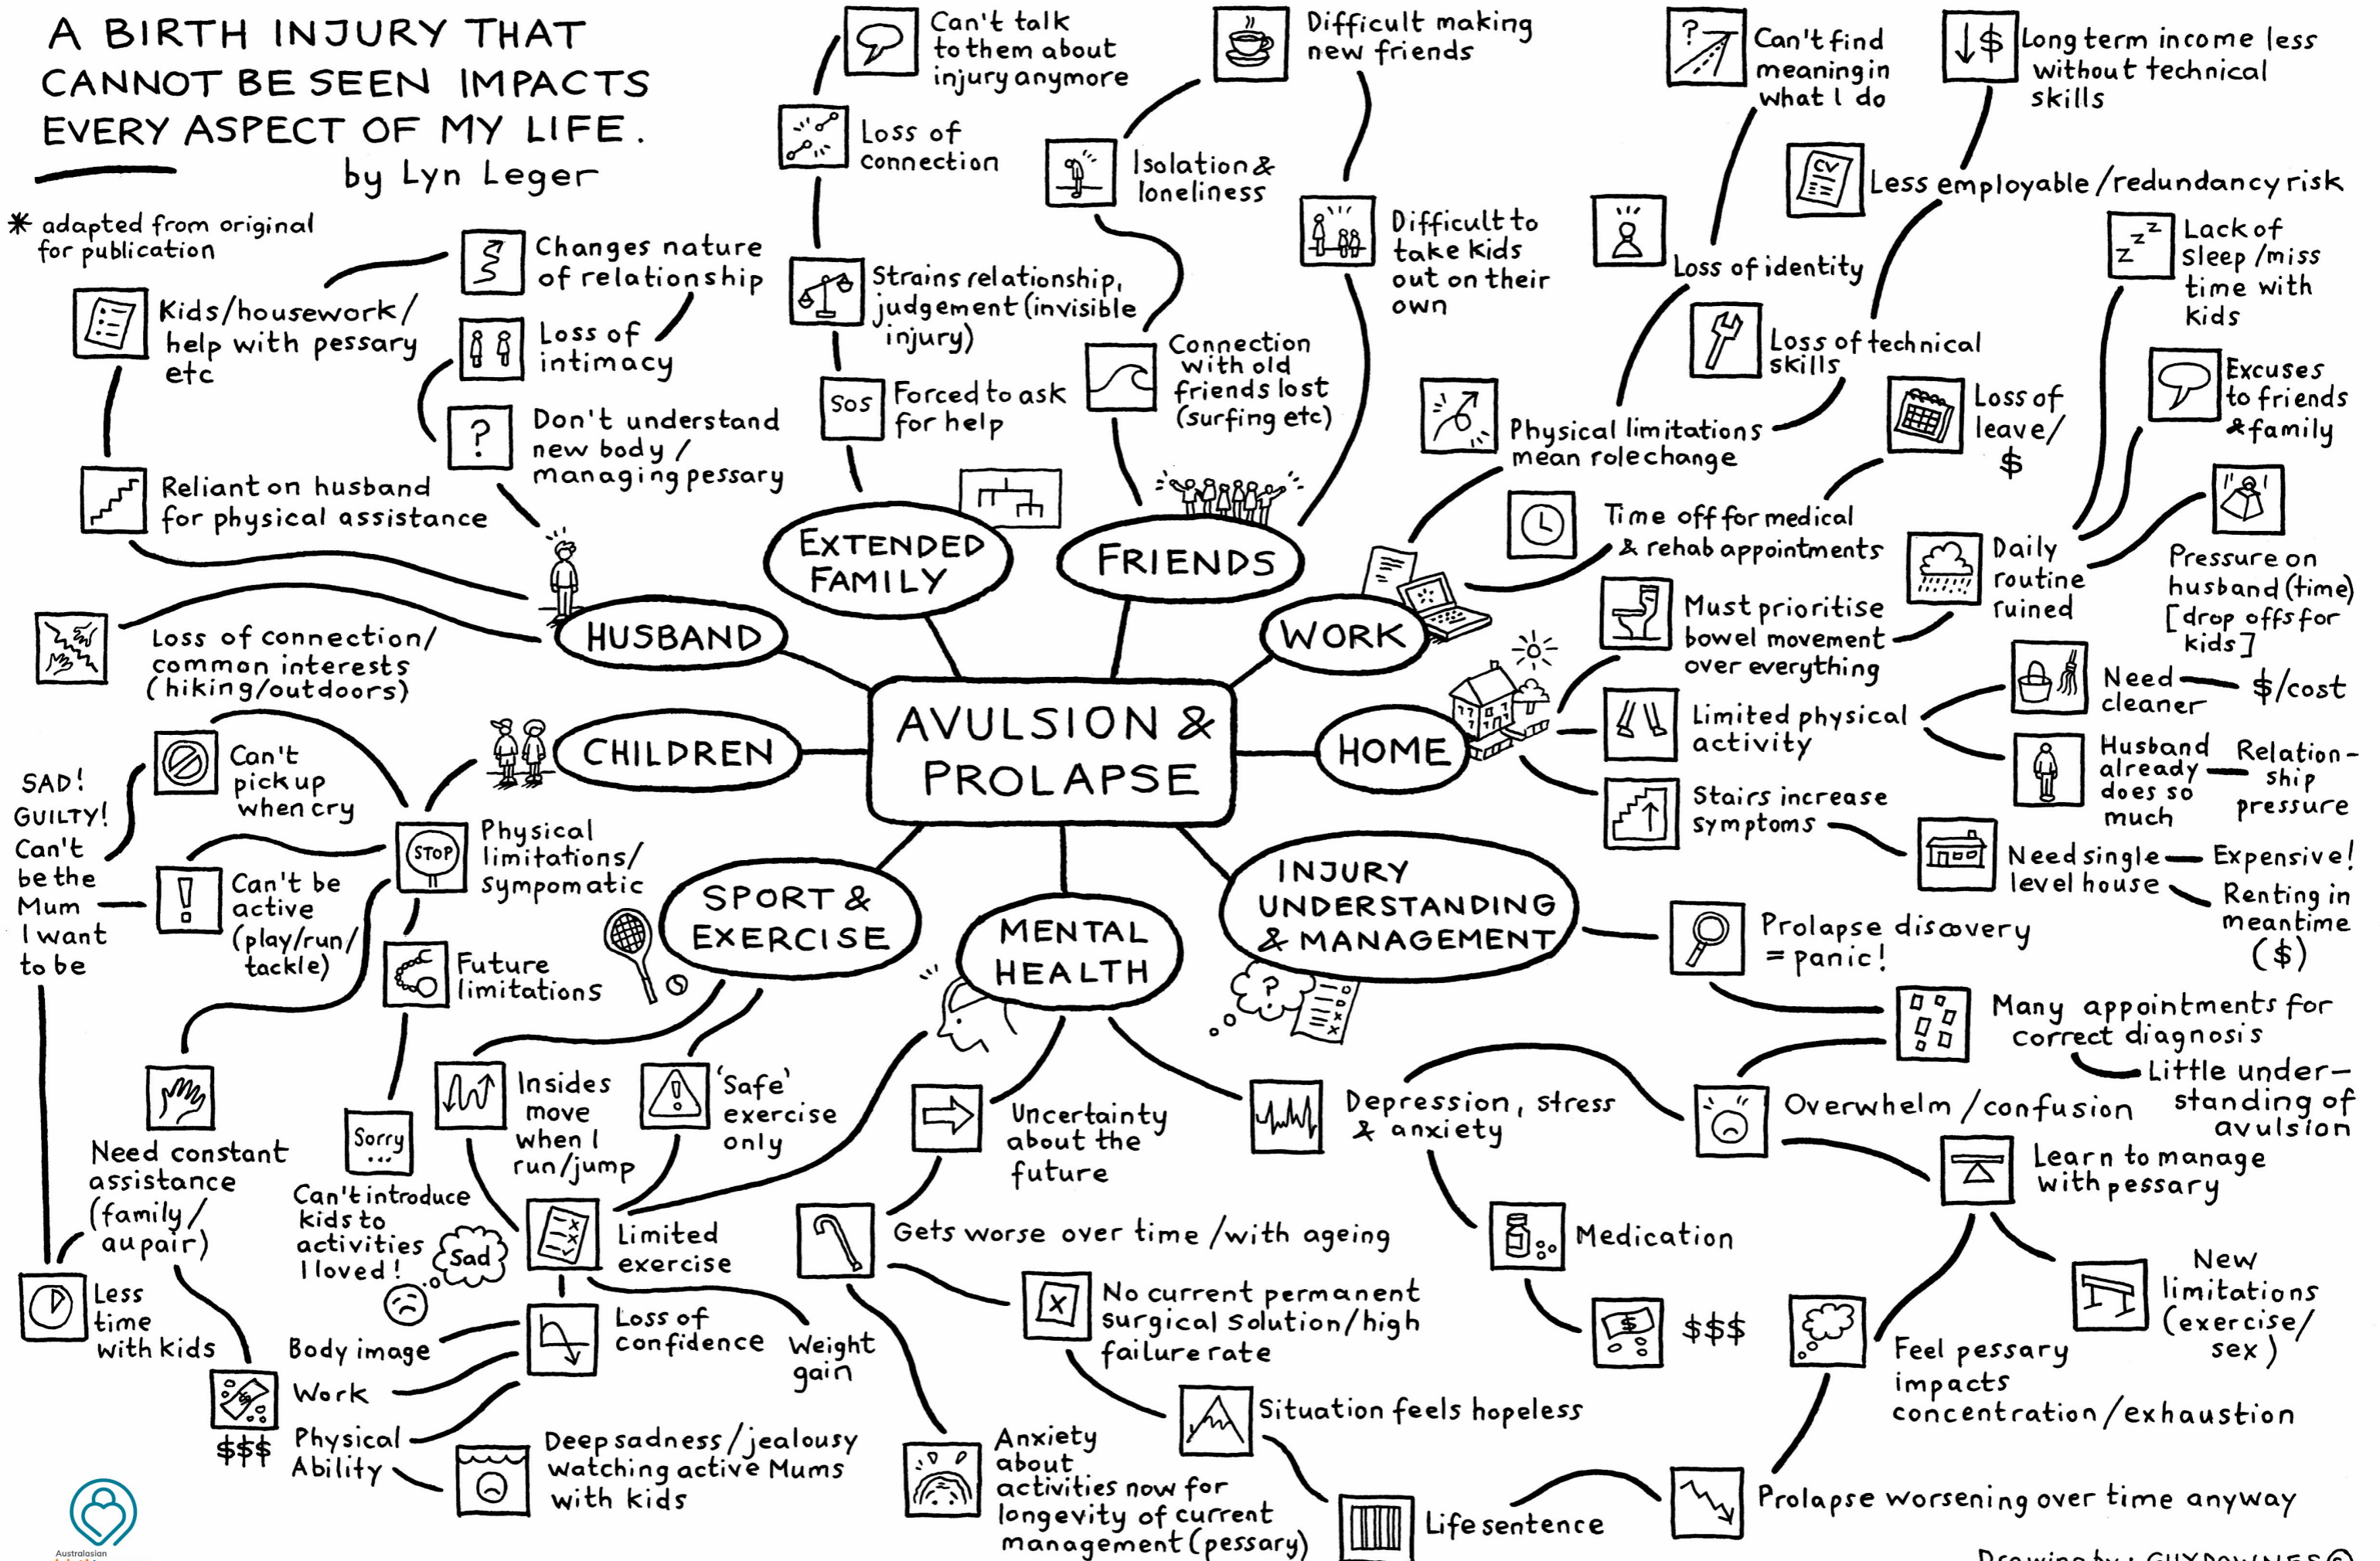 A BIRTH INJURY THAT
CANNOT BE SEEN IMPACTS
EVERY ASPECT OF MY LIFE.
by Lyn Leger
* adapted from original
for publication
Can't talk
to them about
injury anymore
Loss of
connection
Strains relationship,
judgement (invisible
injury)
SOS
Forced to ask
for help
EXTENDED
FAMILY
Difficult making
new friends
Isolation &
loneliness
Difficult to
take kids
out on their
own
Connection
with old
friends lost
(surfing etc)
FRIENDS
?
Can't find
meaning in
what I do
↓$
Long term income less
without technical
skills
CV
Less employable/redundancy risk
Loss of identity
Loss of technical
skills
Physical limitations
mean role change
Loss of
leave/
$
Time off for medical
& rehab appointments
WORK
zzz
Lack of
sleep/miss
time with
kids
Excuses
to friends
& family
Pressure on
husband (time)
[drop offs for
kids]
Daily
routine
ruined
Must prioritise
bowel movement
over everything
Limited physical
activity
Need
cleaner
$/cost
Husband
already
does so
much
Relation-
ship
pressure
Stairs increase
symptoms
Need single
level house
Expensive!
Renting in
meantime
($)
HOME
Changes nature
of relationship
Kids/housework/
help with pessary
etc
Loss of
intimacy
?
Don't understand
new body/
managing pessary
Reliant on husband
for physical assistance
Loss of connection/
common interests
(hiking/outdoors)
HUSBAND
AVULSION &
PROLAPSE
CHILDREN
Can't
pick up
when cry
SAD!
GUILTY!
Can't
be the
Mum
I want
to be
!
Can't be
active
(play/run/
tackle)
STOP
Physical
limitations/
sympomatic
Future
limitations
Need constant
assistance
(family/
au pair)
Sorry
...
Can't introduce
kids to
activities
I loved!
Sad
Less
time
with kids
$$$
SPORT &
EXERCISE
Insides
move
when I
run/jump
!
'Safe'
exercise
only
Limited
exercise
Loss of
confidence
Weight
gain
Body image
Work
Physical
Ability
Deep sadness/jealousy
watching active Mums
with kids
MENTAL
HEALTH
Uncertainty
about the
future
Gets worse over time/with ageing
No current permanent
surgical solution/high
failure rate
Situation feels hopeless
Life sentence
Anxiety
about
activities now for
longevity of current
management (pessary)
Depression, stress
& anxiety
Medication
$
$$$
INJURY
UNDERSTANDING
& MANAGEMENT
?
Prolapse discovery
= panic!
Many appointments for
correct diagnosis
Little under-
standing of
avulsion
Overwhelm/confusion
Learn to manage
with pessary
New
limitations
(exercise/
sex)
Feel pessary
impacts
concentration/exhaustion
Prolapse worsening over time anyway
Australasian